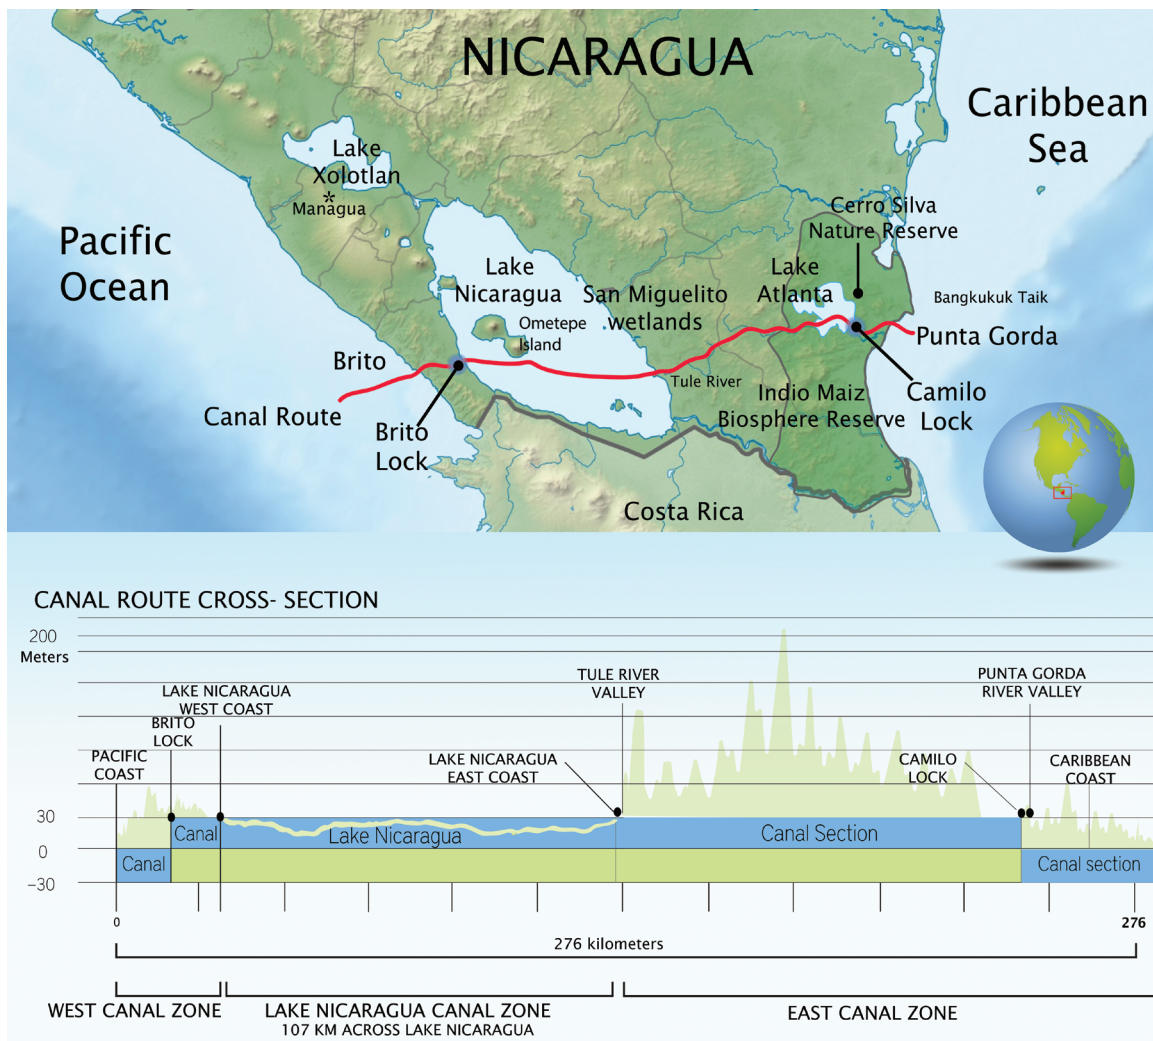 NICARAGUA
Caribbean
Sea
Lake
Xolotlan
*
Managua
Pacific
Ocean
Cerro Silva
Nature Reserve
Lake
Nicaragua
San Miguelito
wetlands
Lake
Atlanta
Bangkukuk Taik
Ometepe
Island
Punta Gorda
Brito
Tule River
Indio Maiz
Biosphere Reserve
Camilo
Lock
Canal Route
Brito
Lock
Costa Rica
CANAL ROUTE CROSS- SECTION
200
Meters
TULE RIVER
VALLEY
PUNTA GORDA
RIVER VALLEY
LAKE NICARAGUA
WEST COAST
BRITO
LOCK
PACIFIC
COAST
LAKE NICARAGUA
EAST COAST
CAMILO
LOCK
CARIBBEAN
COAST
30
Canal
Lake Nicaragua
Canal Section
0
Canal
Canal section
−30
0
276
276 kilometers
WEST CANAL ZONE
LAKE NICARAGUA CANAL ZONE
107 KM ACROSS LAKE NICARAGUA
EAST CANAL ZONE